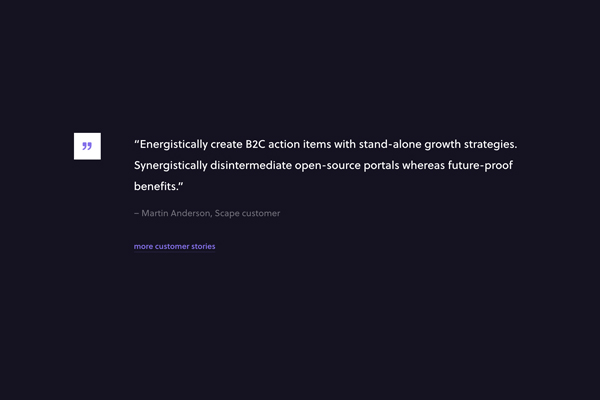 “Energistically create B2C action items with stand-alone growth strategies.
Synergistically disintermediate open-source portals whereas future-proof
benefits.”
– Martin Anderson, Scape customer
more customer stories